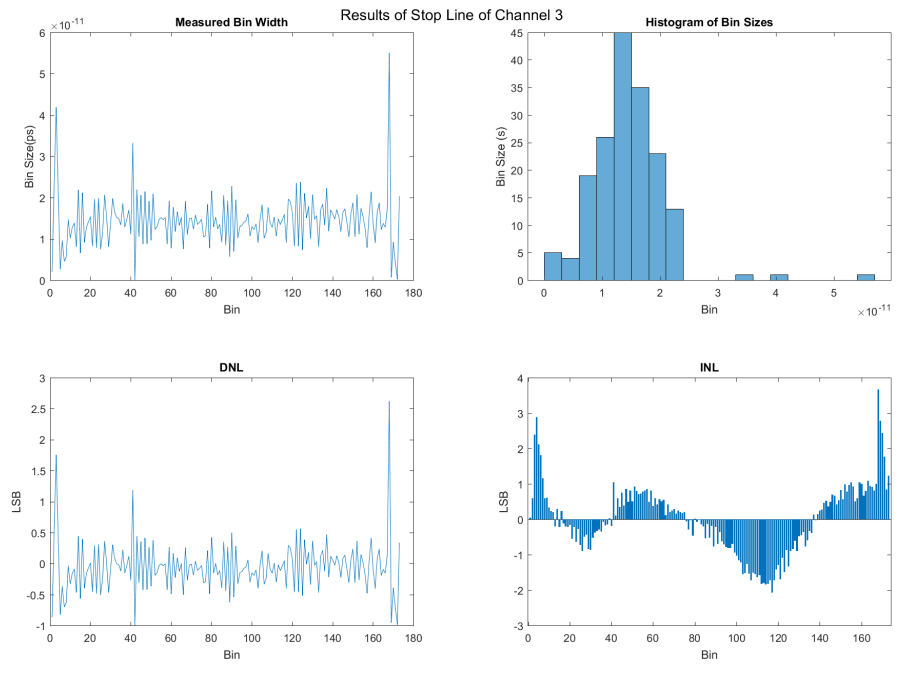 Results of Stop Line of Channel 3
Measured Bin Width
×10⁻¹¹
6
5
4
3
2
1
0
Bin Size(ps)
0 20 40 60 80 100 120 140 160 180
Bin
Histogram of Bin Sizes
45
40
35
30
25
20
15
10
5
0
Bin Size (s)
0 1 2 3 4 5
Bin
×10⁻¹¹
DNL
3
2.5
2
1.5
1
0.5
0
-0.5
-1
LSB
0 20 40 60 80 100 120 140 160 180
Bin
INL
4
3
2
1
0
-1
-2
-3
LSB
0 20 40 60 80 100 120 140 160
Bin